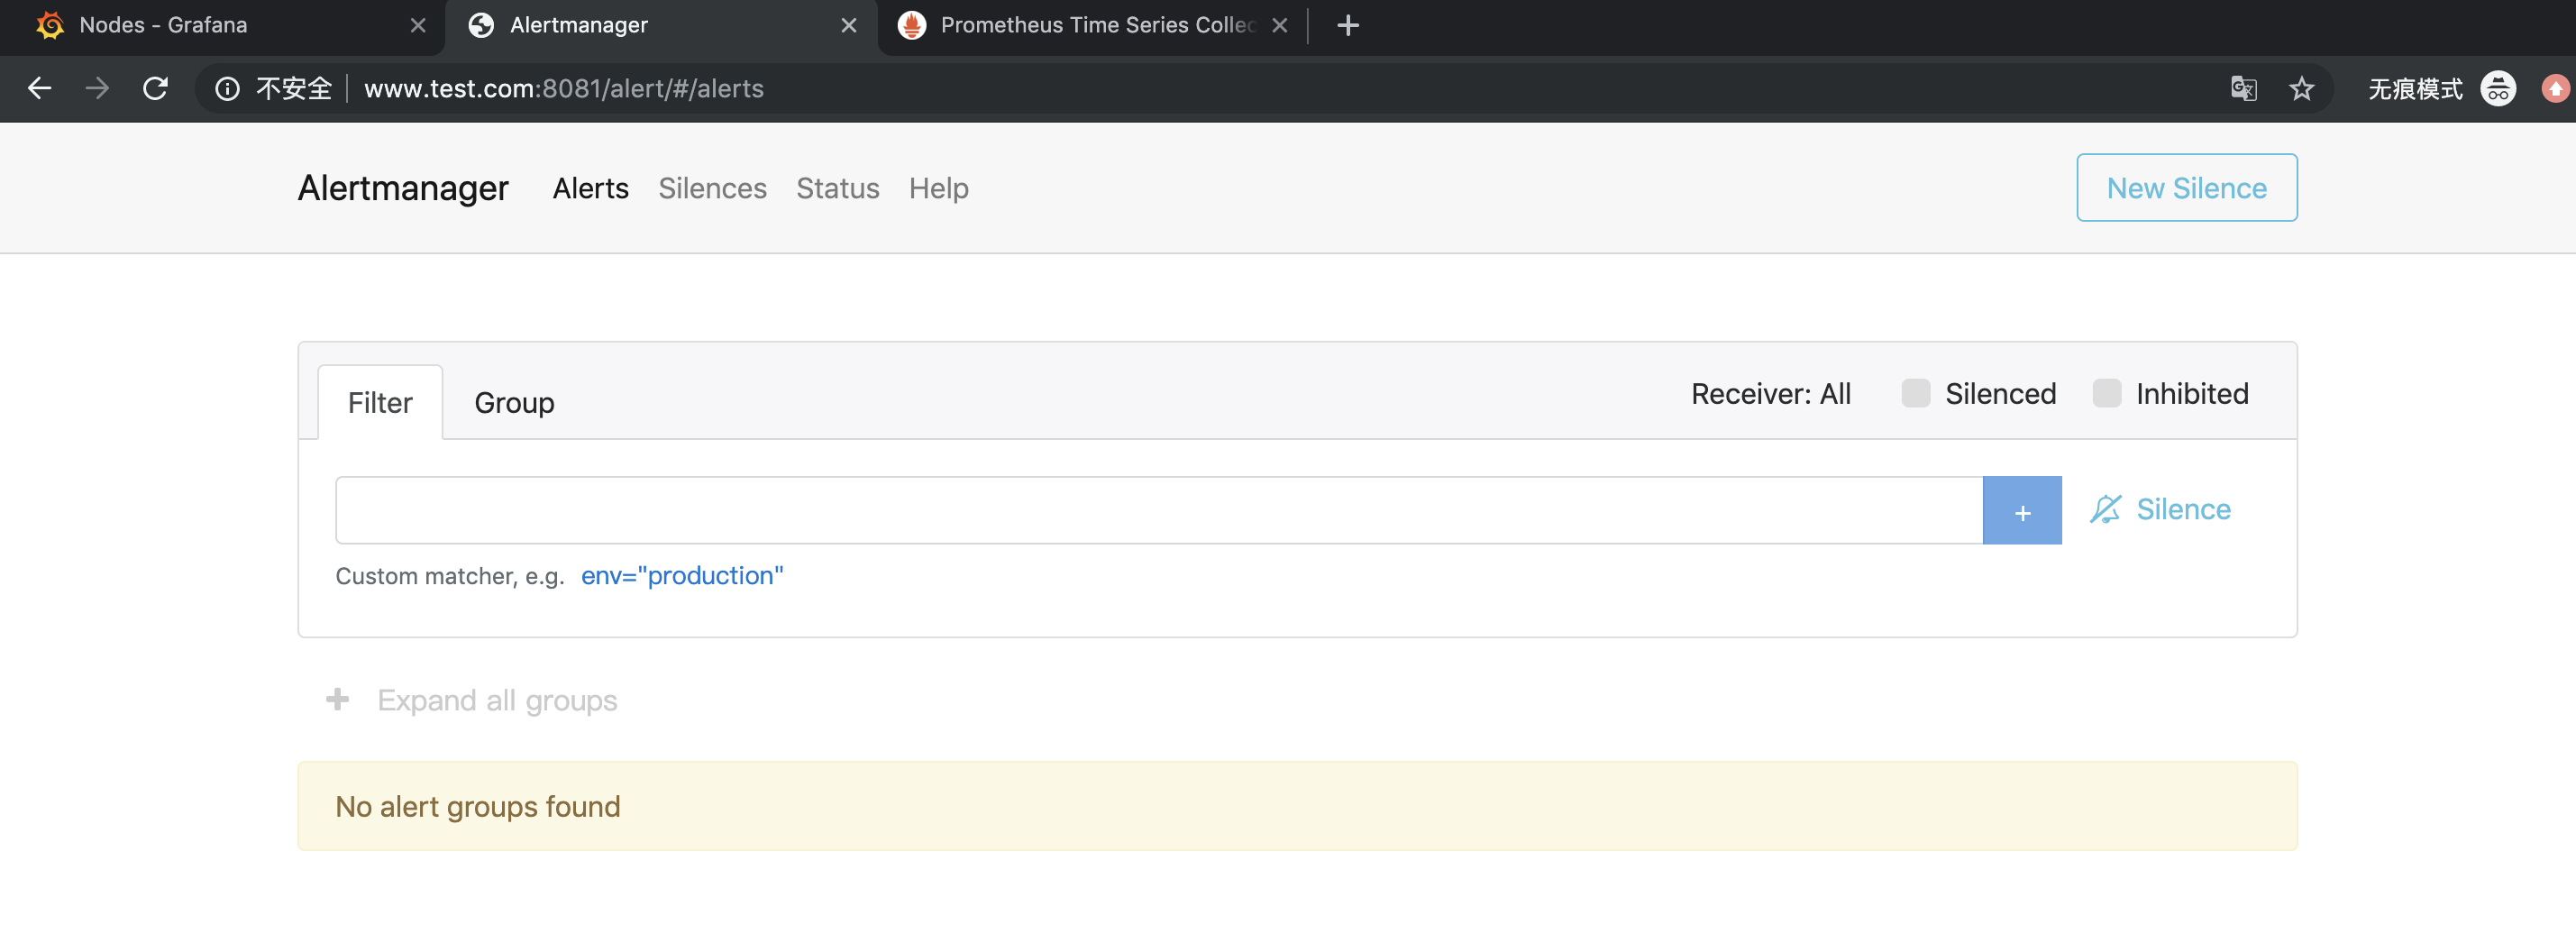 Nodes - Grafana
Alertmanager
Prometheus Time Series Collec
不安全
www.test.com:8081/alert/#/alerts
无痕模式
Alertmanager Alerts Silences Status Help
New Silence
Filter Group
Receiver: All Silenced Inhibited
+ Silence
Custom matcher, e.g. env="production"
+ Expand all groups
No alert groups found